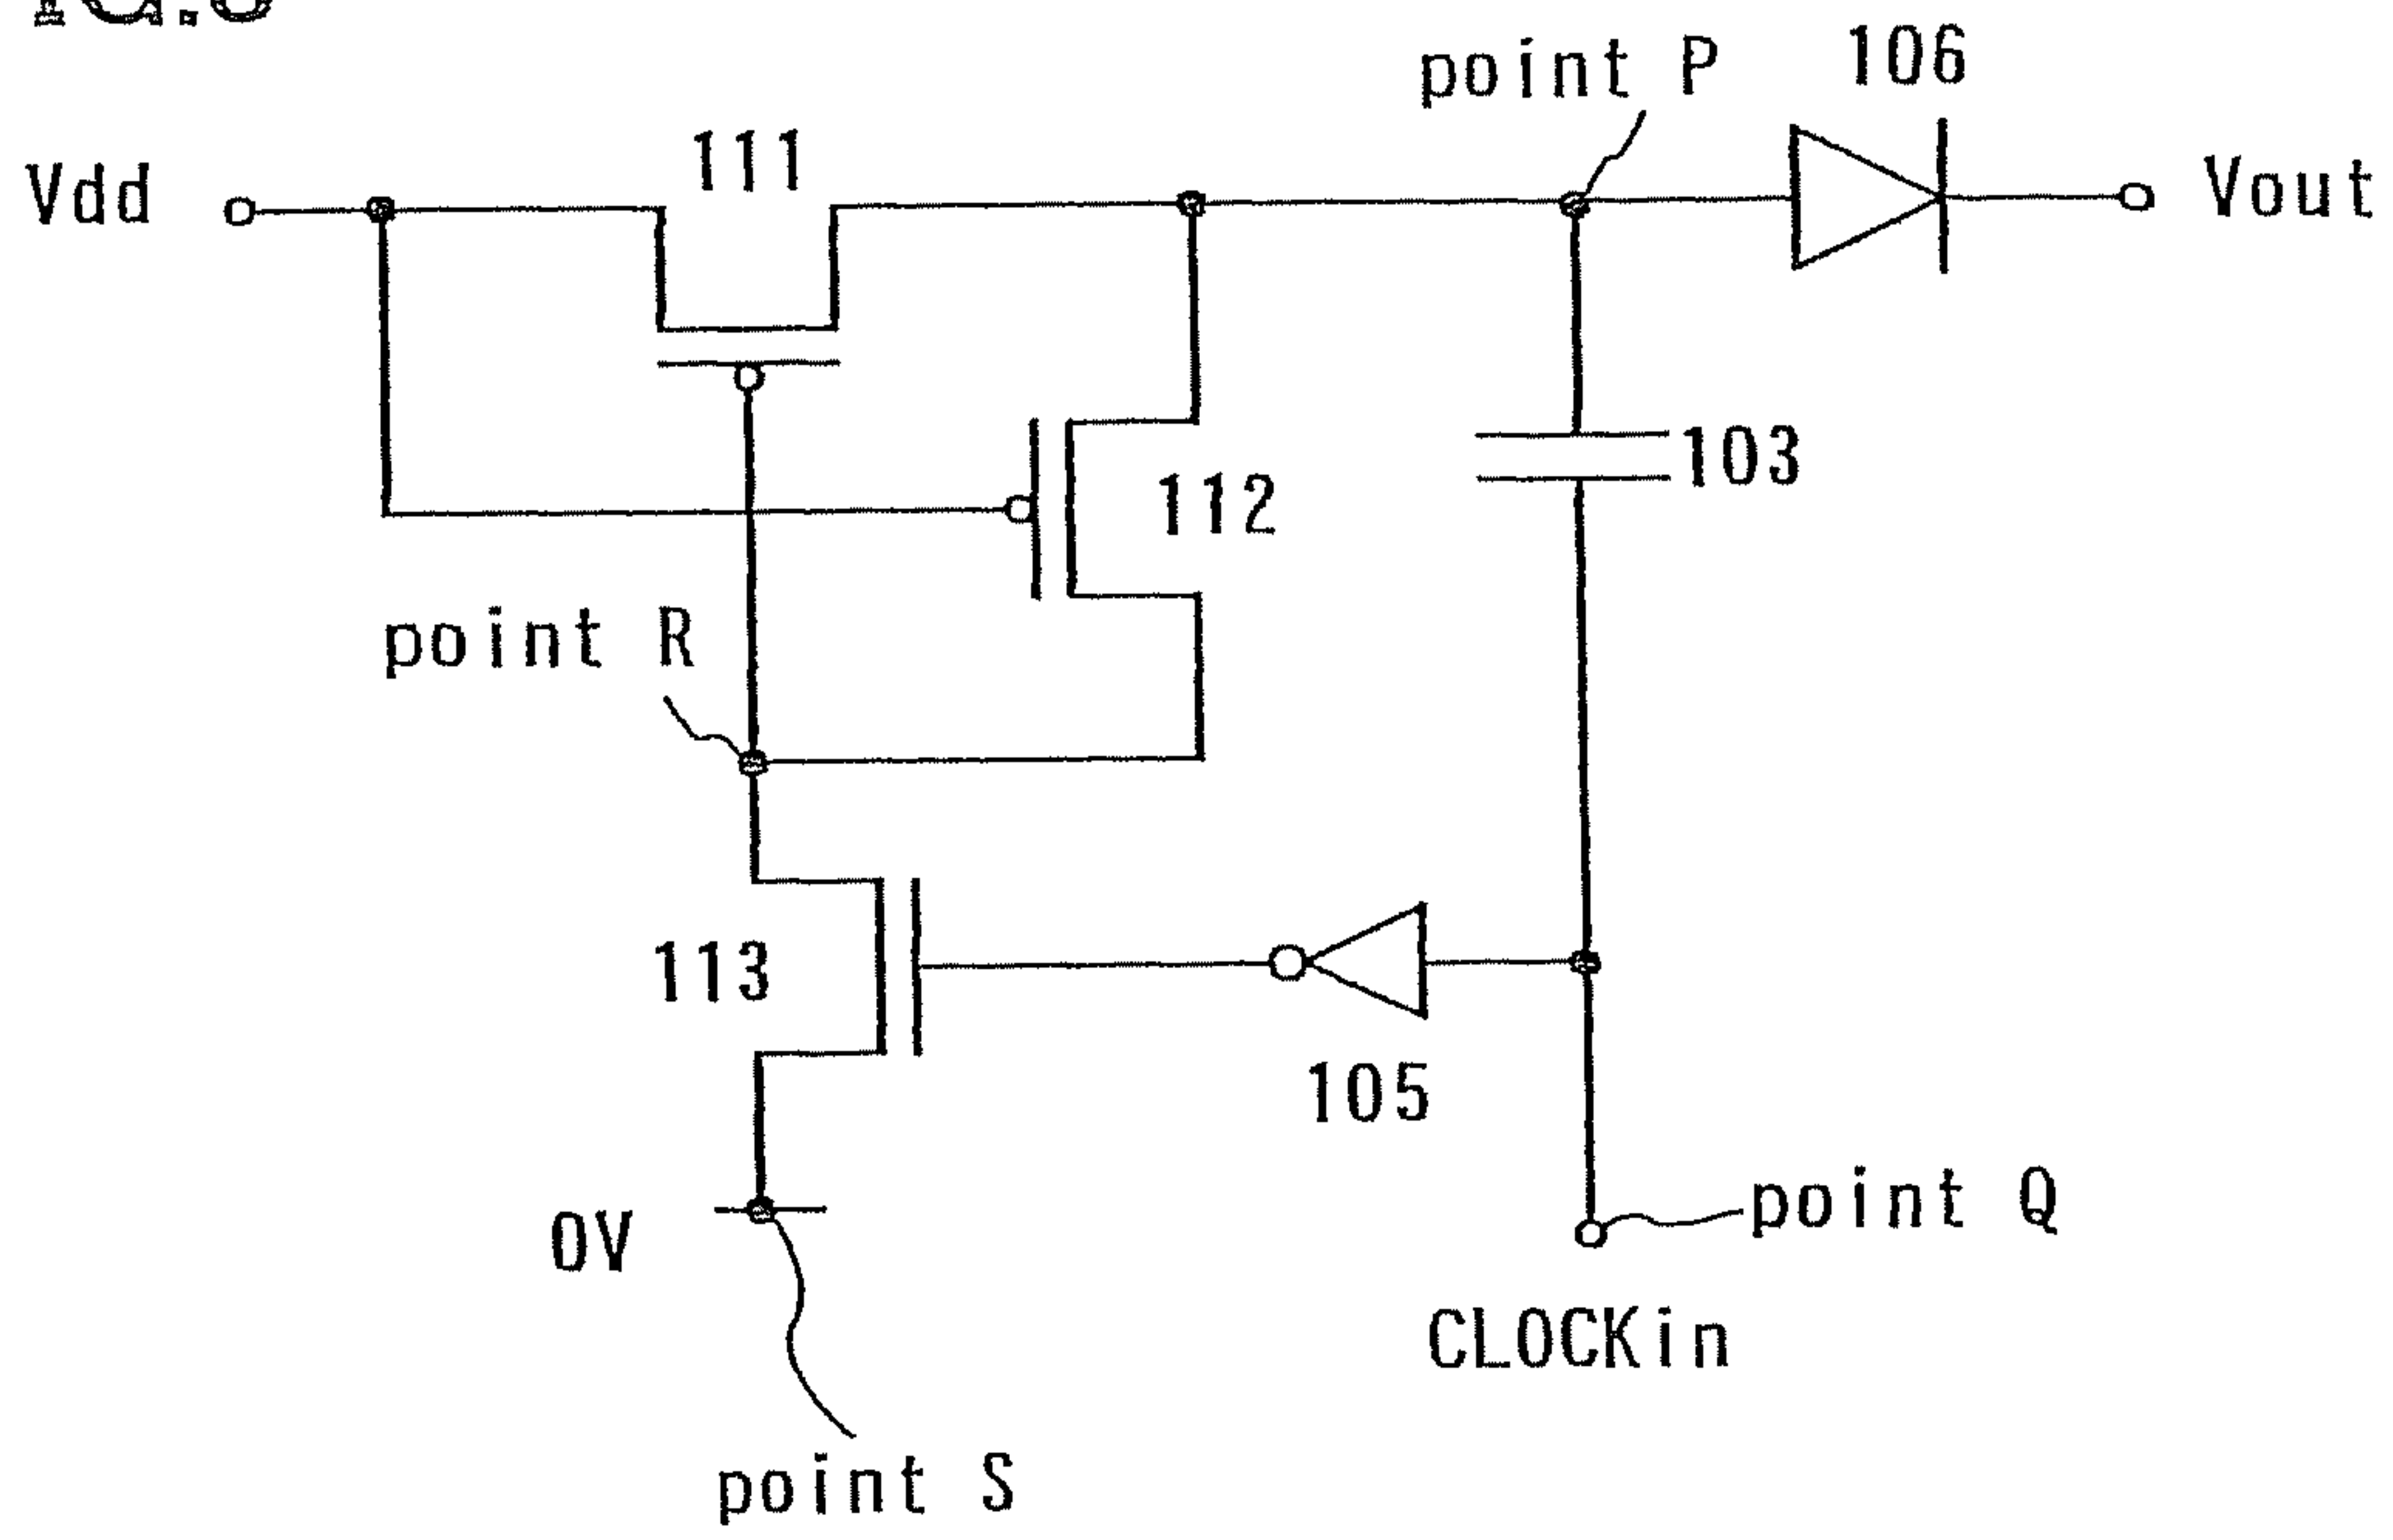 point P
106
Vdd
111
Vout
103
112
point R
113
105
0V
point Q
CLOCKin
point S